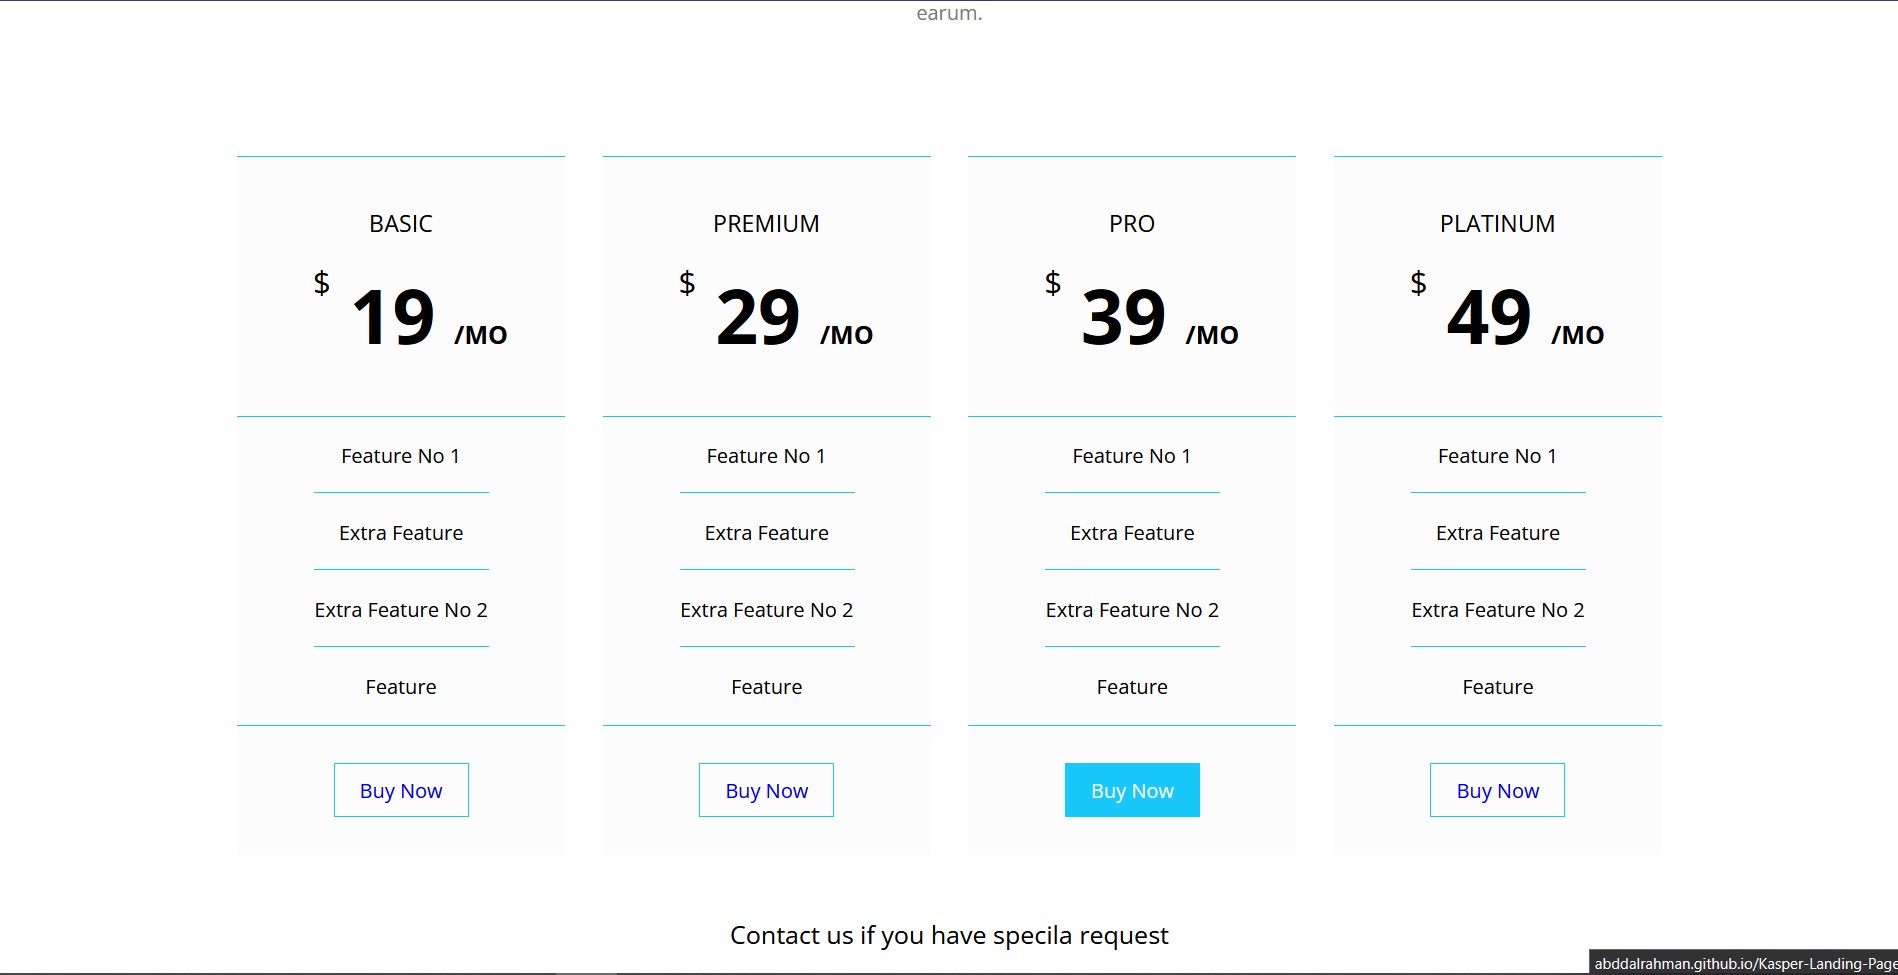 earum.
BASIC
$ 19 /MO
Feature No 1
Extra Feature
Extra Feature No 2
Feature
Buy Now
PREMIUM
$ 29 /MO
Feature No 1
Extra Feature
Extra Feature No 2
Feature
Buy Now
PRO
$ 39 /MO
Feature No 1
Extra Feature
Extra Feature No 2
Feature
Buy Now
PLATINUM
$ 49 /MO
Feature No 1
Extra Feature
Extra Feature No 2
Feature
Buy Now
Contact us if you have specila request
abddalrahman.github.io/Kasper-Landing-Page